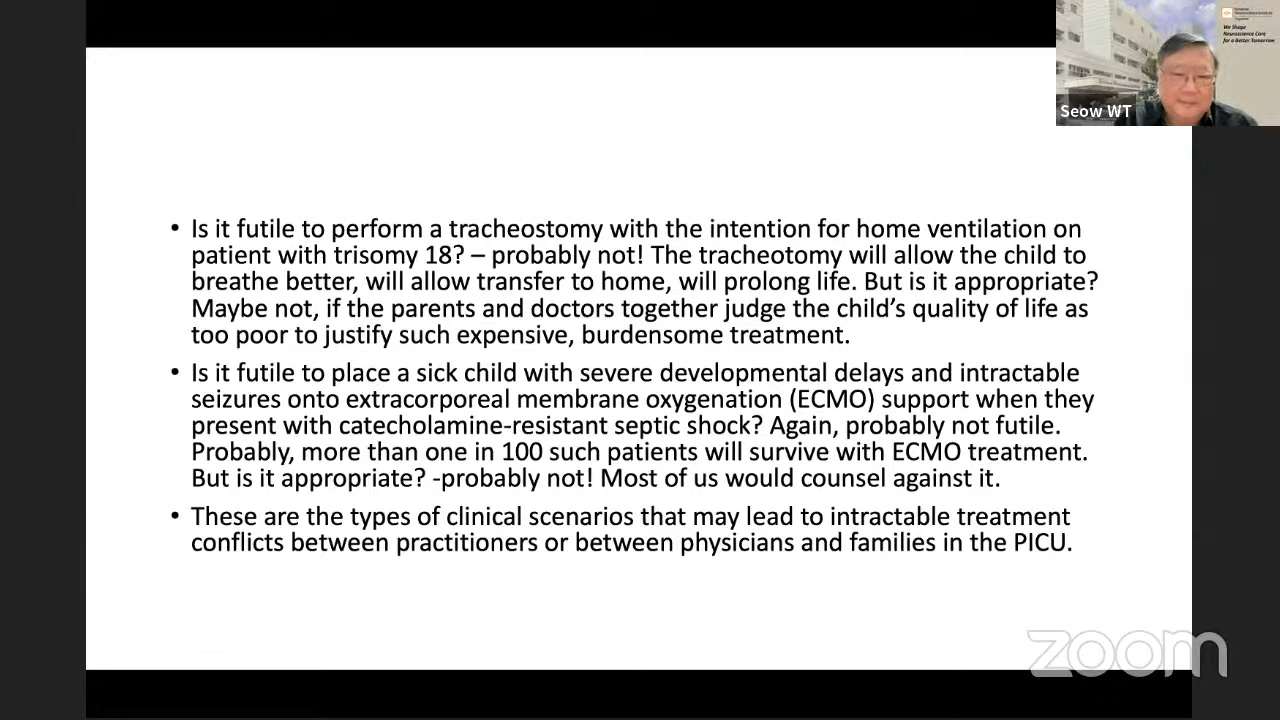 We Shape
Neuroscience Care
for a Better Tomorrow
Seow WT
• Is it futile to perform a tracheostomy with the intention for home ventilation on
patient with trisomy 18? – probably not! The tracheotomy will allow the child to
breathe better, will allow transfer to home, will prolong life. But is it appropriate?
Maybe not, if the parents and doctors together judge the child’s quality of life as
too poor to justify such expensive, burdensome treatment.
• Is it futile to place a sick child with severe developmental delays and intractable
seizures onto extracorporeal membrane oxygenation (ECMO) support when they
present with catecholamine-resistant septic shock? Again, probably not futile.
Probably, more than one in 100 such patients will survive with ECMO treatment.
But is it appropriate? -probably not! Most of us would counsel against it.
• These are the types of clinical scenarios that may lead to intractable treatment
conflicts between practitioners or between physicians and families in the PICU.
zoom